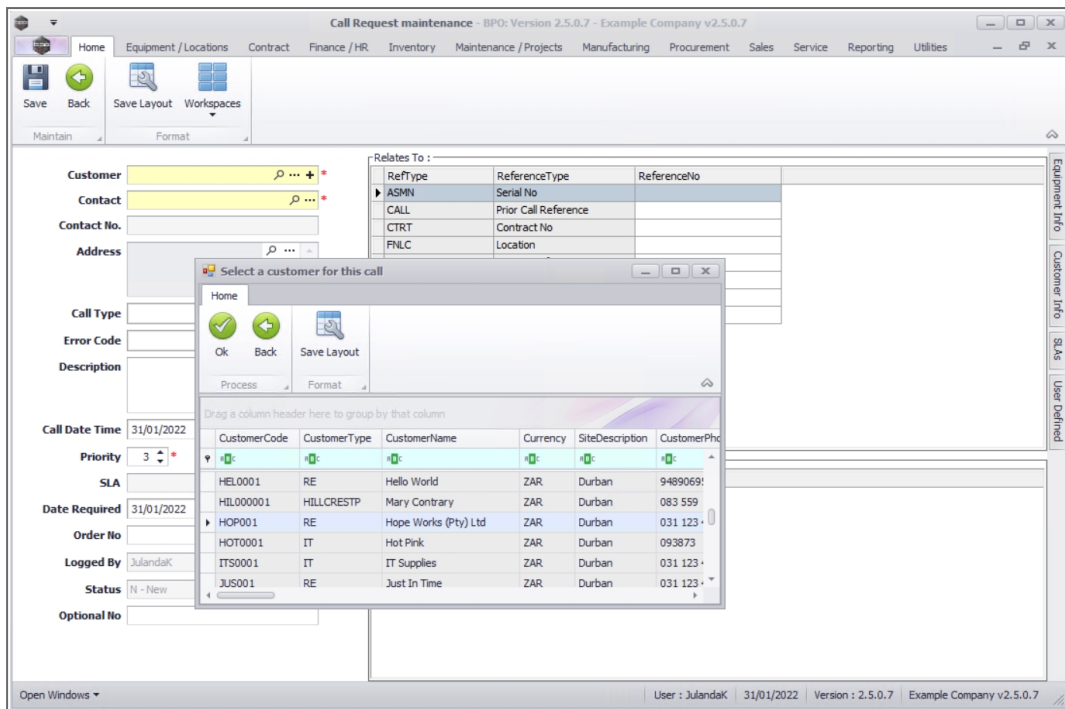 Call Request maintenance - BPO: Version 2.5.0.7 - Example Company v2.5.0.7
Home Equipment / Locations Contract Finance / HR Inventory Maintenance / Projects Manufacturing Procurement Sales Service Reporting Utilities
Save Back Save Layout Workspaces
Maintain Format
Relates To :
RefType ReferenceType ReferenceNo
ASMN Serial No
CALL Prior Call Reference
CTRT Contract No
FNLC Location
Customer *
Contact *
Contact No.
Address
Call Type
Error Code
Description
Call Date Time 31/01/2022
Priority 3 *
SLA
Date Required 31/01/2022
Order No
Logged By JulandaK
Status N - New
Optional No
Equipment Info
Customer Info
SLAs
User Defined
Select a customer for this call
Home
Ok Back Save Layout
Process Format
Drag a column header here to group by that column
CustomerCode CustomerType CustomerName Currency SiteDescription CustomerPho
HEL0001 RE Hello World ZAR Durban 9489069
HIL000001 HILLCRESTP Mary Contrary ZAR Durban 083 559
HOP001 RE Hope Works (Pty) Ltd ZAR Durban 031 123
HOT0001 IT Hot Pink ZAR Durban 093873
ITS0001 IT IT Supplies ZAR Durban 031 123
JUS001 RE Just In Time ZAR Durban 031 123
Open Windows User : JulandaK 31/01/2022 Version : 2.5.0.7 Example Company v2.5.0.7